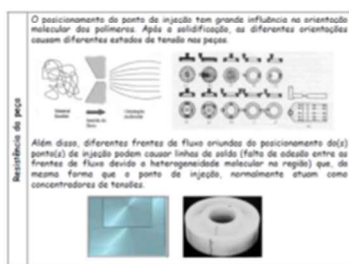 Resistência da peça
O posicionamento do ponto de injeção tem grande influência na orientação
molecular dos polímeros. Após a solidificação, as diferentes orientações
causam diferentes estados de tensão nas peças.
Orientação
molecular
Além disso, diferentes frentes de fluxo oriundas do posicionamento do(s)
ponto(s) de injeção podem causar linhas de solda (falta de adesão entre as
frentes de fluxo devido a heterogeneidade molecular na região) que, da
mesma forma que o ponto de injeção, normalmente atuam como
concentradores de tensões.